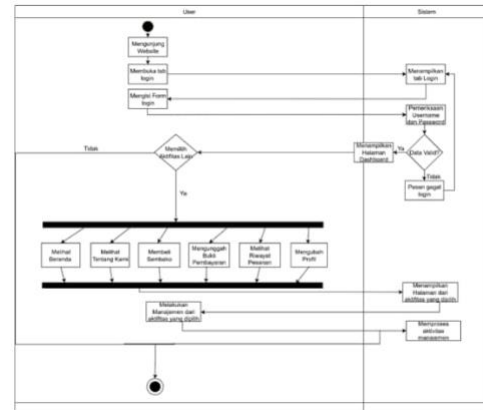 User
Sistem
Mengunjung
Website
Membuka tab
login
Menampilkan
tab Login
Mengisi Form
login
Pemeriksaan
Username
dan Password
Tidak
Memilih
Aktifitas Lain
Menampilkan
Halaman
Dashboard
Ya
Data Valid?
Tidak
Pesan gagal
login
Ya
Melihat
Beranda
Melihat
Tentang Kami
Membeli
Sembako
Mengunggah
Bukti
Pembayaran
Melihat
Riwayat
Pesanan
Mengubah
Profil
Menampilkan
Halaman dari
aktifitas yang dipilih
Melakukan
Manajemen dari
aktifitas yang dipilih
Memproses
aktivitas
manajemen